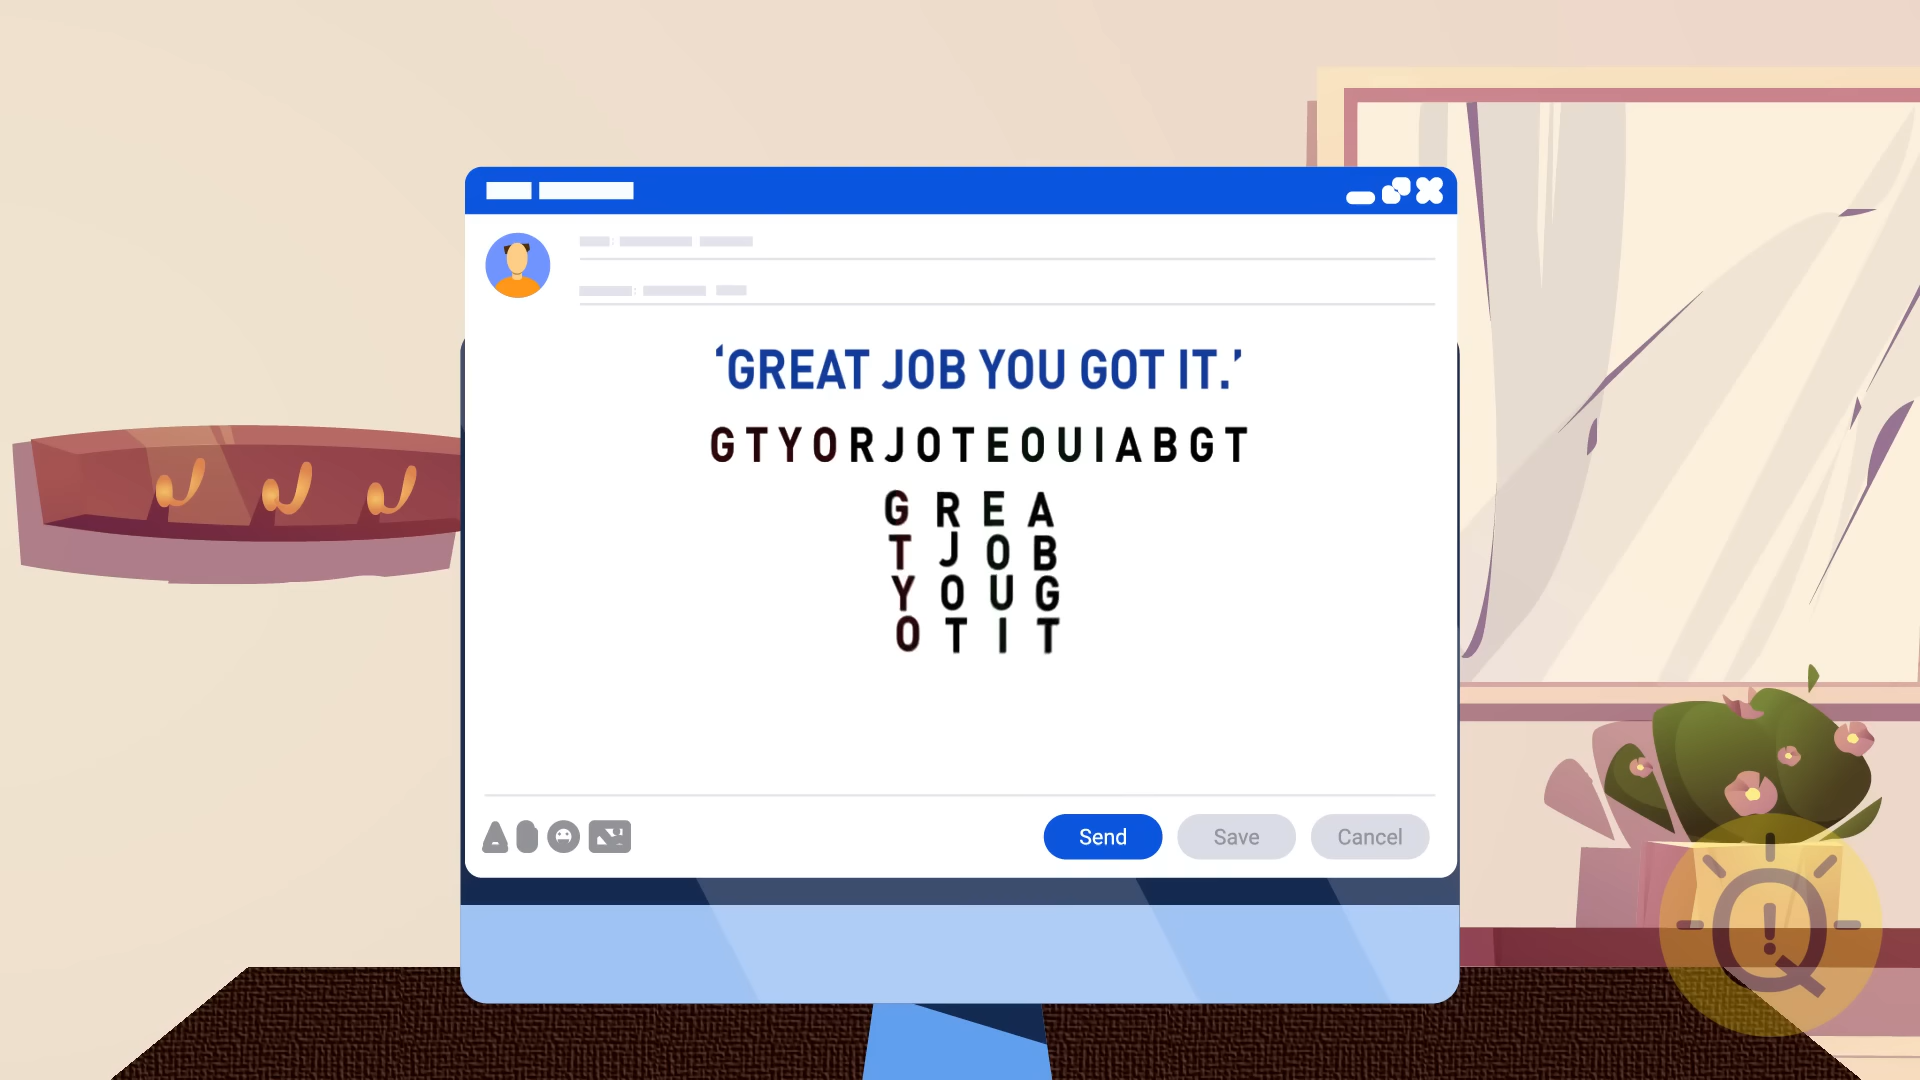 ‘GREAT JOB YOU GOT IT.’
GTYORJOTEOUIABGT
G R E A
T J O B
Y O U G
O T I T
Send Save Cancel